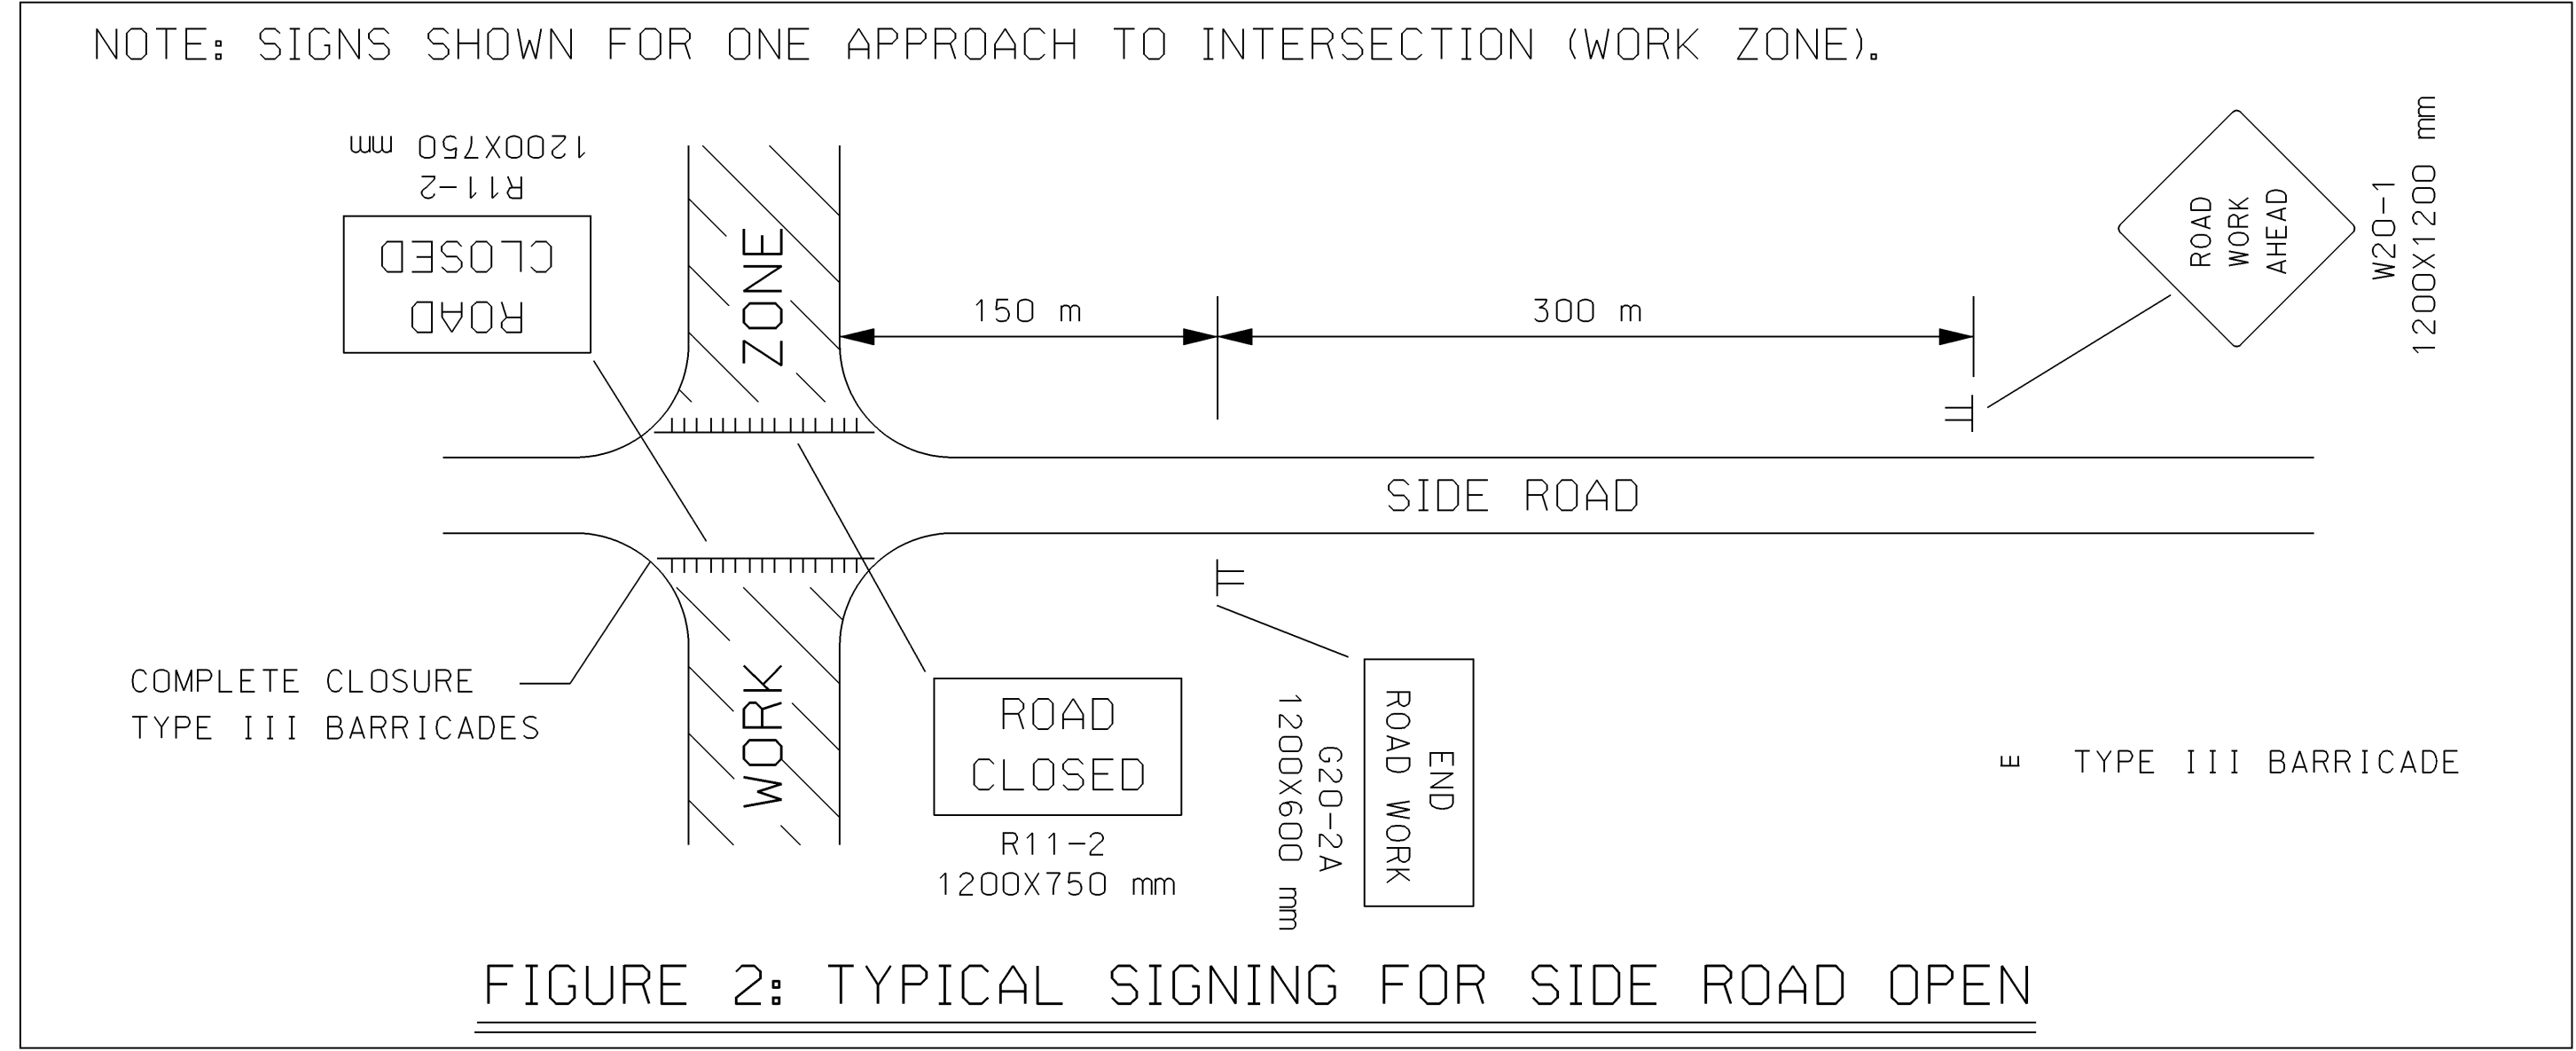 NOTE: SIGNS SHOWN FOR ONE APPROACH TO INTERSECTION (WORK ZONE).
1200X750 mm
R11-2
ROAD
CLOSED
ZONE
150 m
300 m
ROAD
WORK
AHEAD
W20-1
1200X1200 mm
SIDE ROAD
COMPLETE CLOSURE
TYPE III BARRICADES
WORK
ROAD
CLOSED
R11-2
1200X750 mm
END
ROAD WORK
G20-2A
1200X600 mm
E TYPE III BARRICADE
FIGURE 2: TYPICAL SIGNING FOR SIDE ROAD OPEN